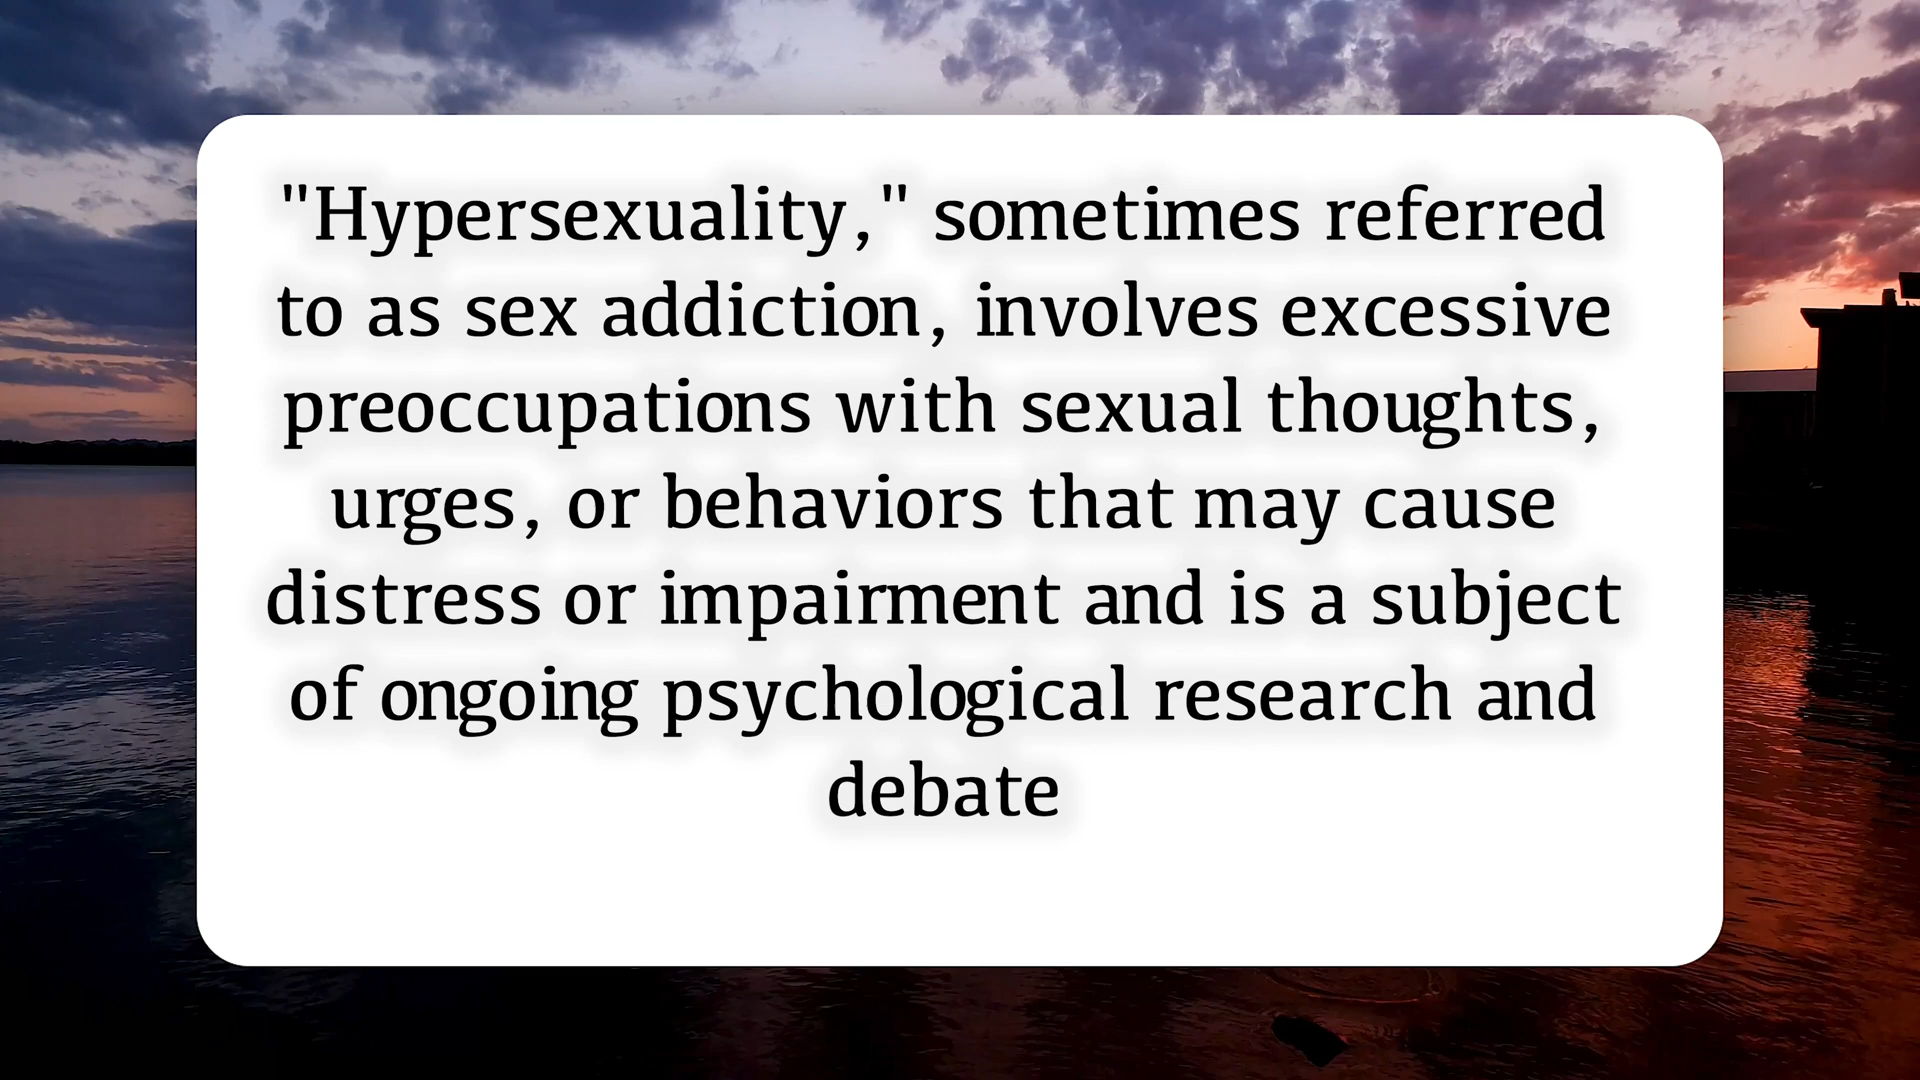 "Hypersexuality," sometimes referred
to as sex addiction, involves excessive
preoccupations with sexual thoughts,
urges, or behaviors that may cause
distress or impairment and is a subject
of ongoing psychological research and
debate